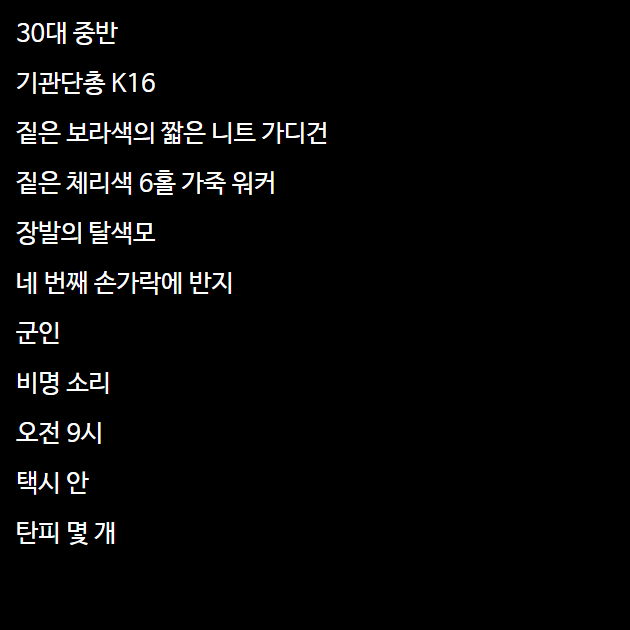 30대 중반
기관단총 K16
짙은 보라색의 짧은 니트 가디건
짙은 체리색 6홀 가죽 워커
장발의 탈색모
네 번째 손가락에 반지
군인
비명 소리
오전 9시
택시 안
탄피 몇 개